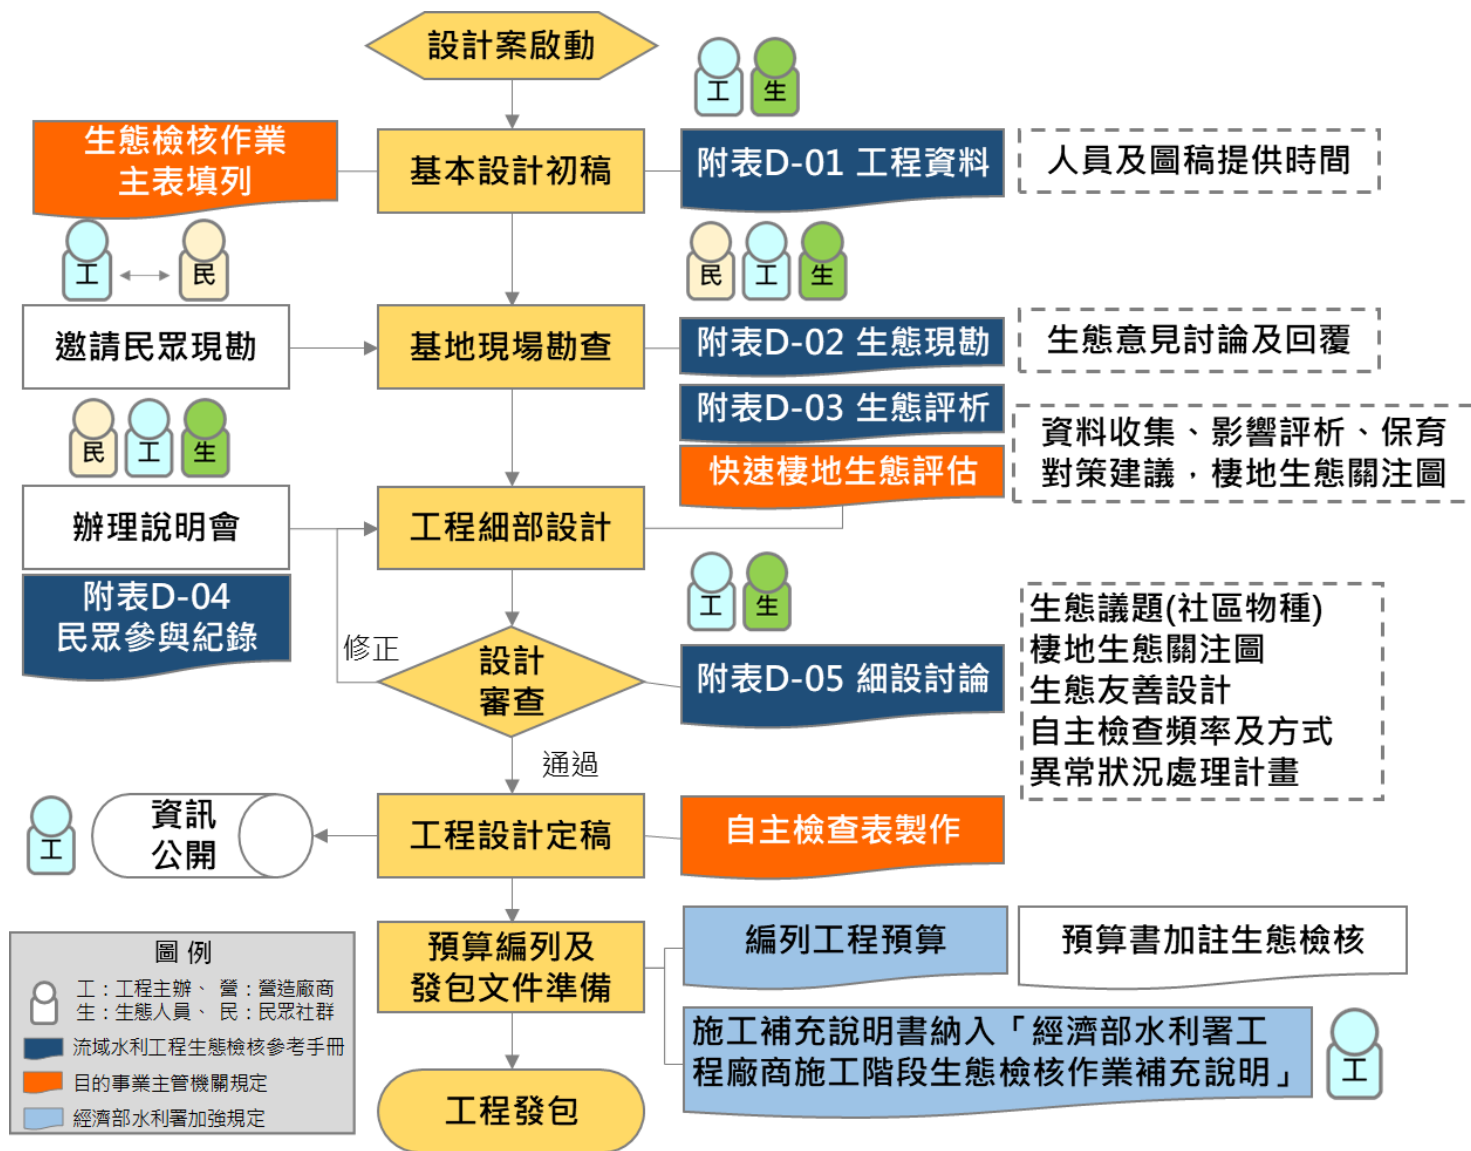 設計案啟動
工
生
生態檢核作業
主表填列
基本設計初稿
附表D-01 工程資料
人員及圖稿提供時間
工
民
民
工
生
邀請民眾現勘
基地現場勘查
附表D-02 生態現勘
生態意見討論及回覆
附表D-03 生態評析
快速棲地生態評估
資料收集、影響評析、保育
對策建議，棲地生態關注圖
民
工
生
辦理說明會
工程細部設計
附表D-04
民眾參與紀錄
修正
設計
審查
工
生
附表D-05 細設討論
生態議題(社區物種)
棲地生態關注圖
生態友善設計
自主檢查頻率及方式
異常狀況處理計畫
通過
工
資訊
公開
工程設計定稿
自主檢查表製作
預算編列及
發包文件準備
編列工程預算
預算書加註生態檢核
施工補充說明書納入「經濟部水利署工
程廠商施工階段生態檢核作業補充說明」
工
工程發包
圖 例
工：工程主辦、 營：營造廠商
生：生態人員、 民：民眾社群
流域水利工程生態檢核參考手冊
目的事業主管機關規定
經濟部水利署加強規定